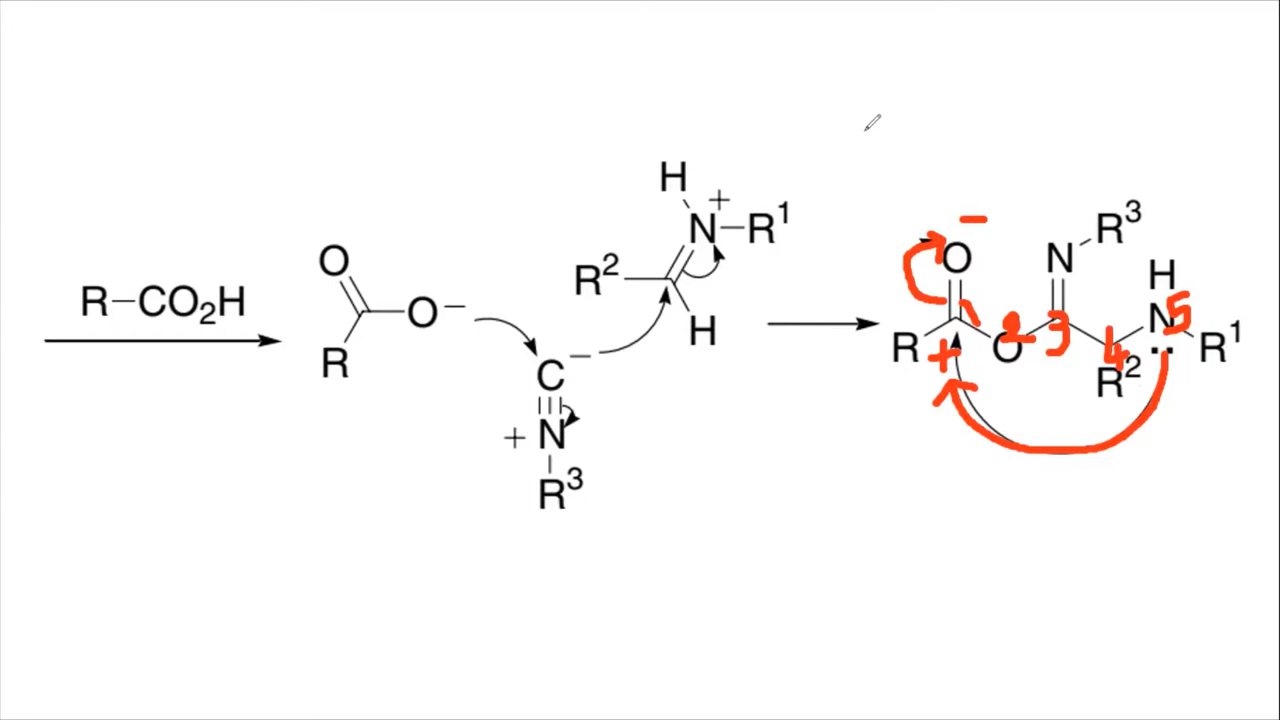 R–CO₂H
O
O⁻
R
C⁻
+ N
R³
H
N⁺–R¹
R²
H
O −
N
R³
H
N 5
R¹
1
R
+
O 2
3
4
R²